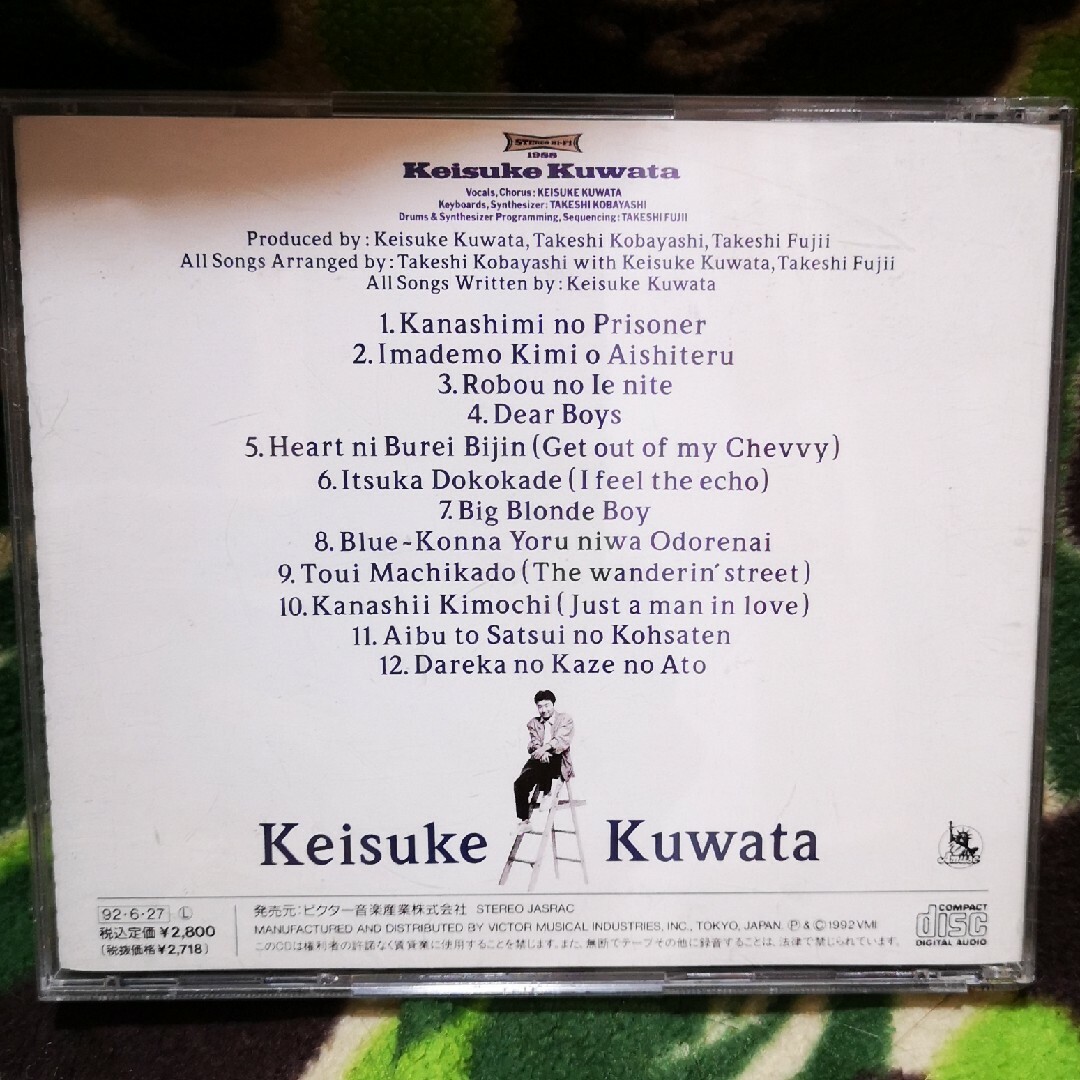 STEREO HI-FI
1988
Keisuke Kuwata
Vocals, Chorus: KEISUKE KUWATA
Keyboards, Synthesizer: TAKESHI KOBAYASHI
Drums & Synthesizer Programming, Sequencing: TAKESHI FUJII
Produced by: Keisuke Kuwata, Takeshi Kobayashi, Takeshi Fujii
All Songs Arranged by: Takeshi Kobayashi with Keisuke Kuwata, Takeshi Fujii
All Songs Written by: Keisuke Kuwata
1. Kanashimi no Prisoner
2. Imademo Kimi o Aishiteru
3. Robou no Ie nite
4. Dear Boys
5. Heart ni Burei Bijin (Get out of my Chevvy)
6. Itsuka Dokokade (I feel the echo)
7. Big Blonde Boy
8. Blue-Konna Yoru niwa Odorenai
9. Toui Machikado (The wanderin' street)
10. Kanashii Kimochi (Just a man in love)
11. Aibu to Satsui no Kohsaten
12. Dareka no Kaze no Ato
Keisuke Kuwata
Amuse
92・6・27 Ⓛ
税込定価¥2,800
(税抜価格¥2,718)
発売元:ビクター音楽産業株式会社 STEREO JASRAC
MANUFACTURED AND DISTRIBUTED BY VICTOR MUSICAL INDUSTRIES, INC., TOKYO, JAPAN. Ⓟ & Ⓒ 1992 VMI
このCDは権利者の許諾なく賃貸業に使用することを禁じます。また、無断でテープその他に録音することは、法律で禁じられています。
COMPACT
disc
DIGITAL AUDIO